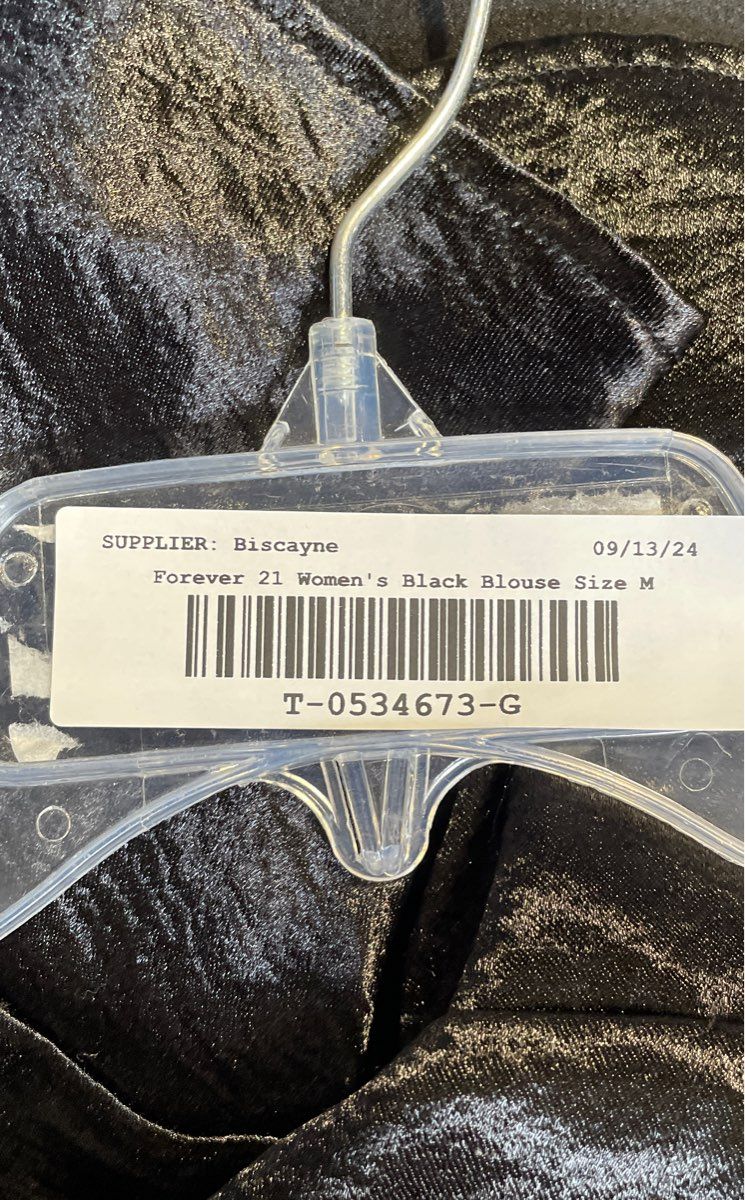 SUPPLIER: Biscayne 09/13/24
Forever 21 Women's Black Blouse Size M
T-0534673-G